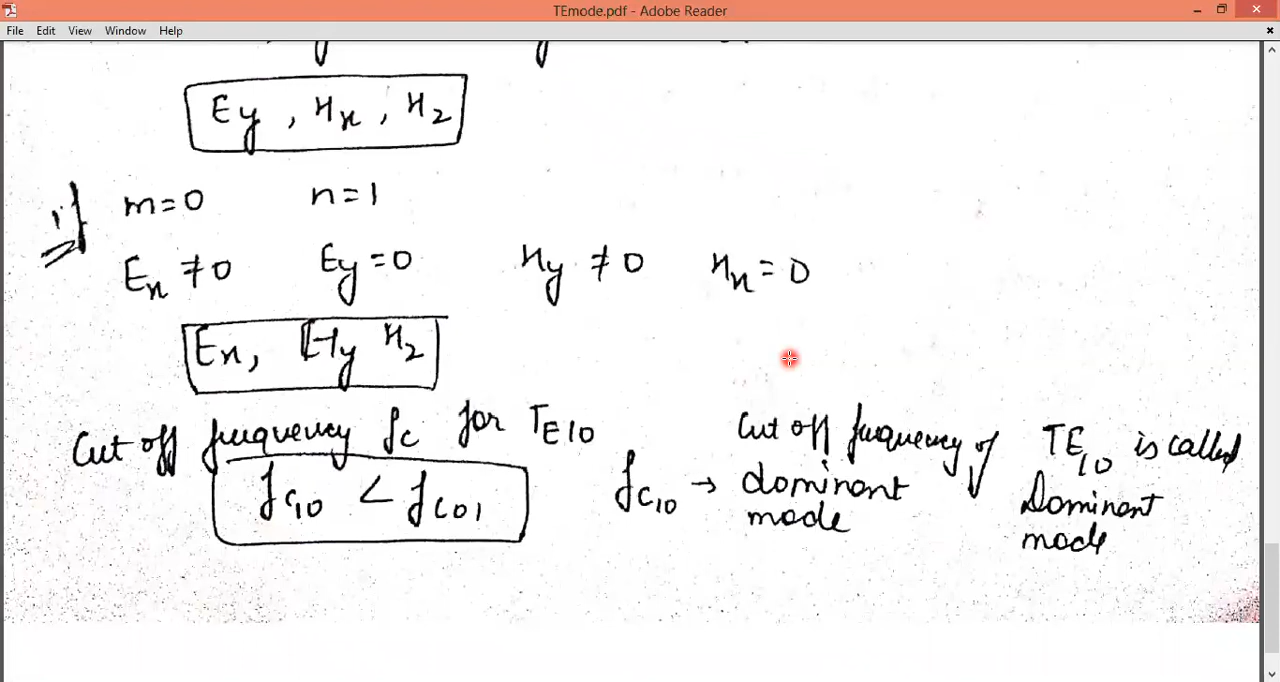 TEmode.pdf - Adobe Reader
File Edit View Window Help
Ey , Hx , Hz
ii} m=0 n=1
Ex ≠ 0 Ey = 0 Hy ≠ 0 Hx = 0
Ex, Hy Hz
Cut off frequency fc for TE10
fc10 < fc01
fc10 → Cut off frequency of
dominant
mode
TE10 is called
Dominant
mode